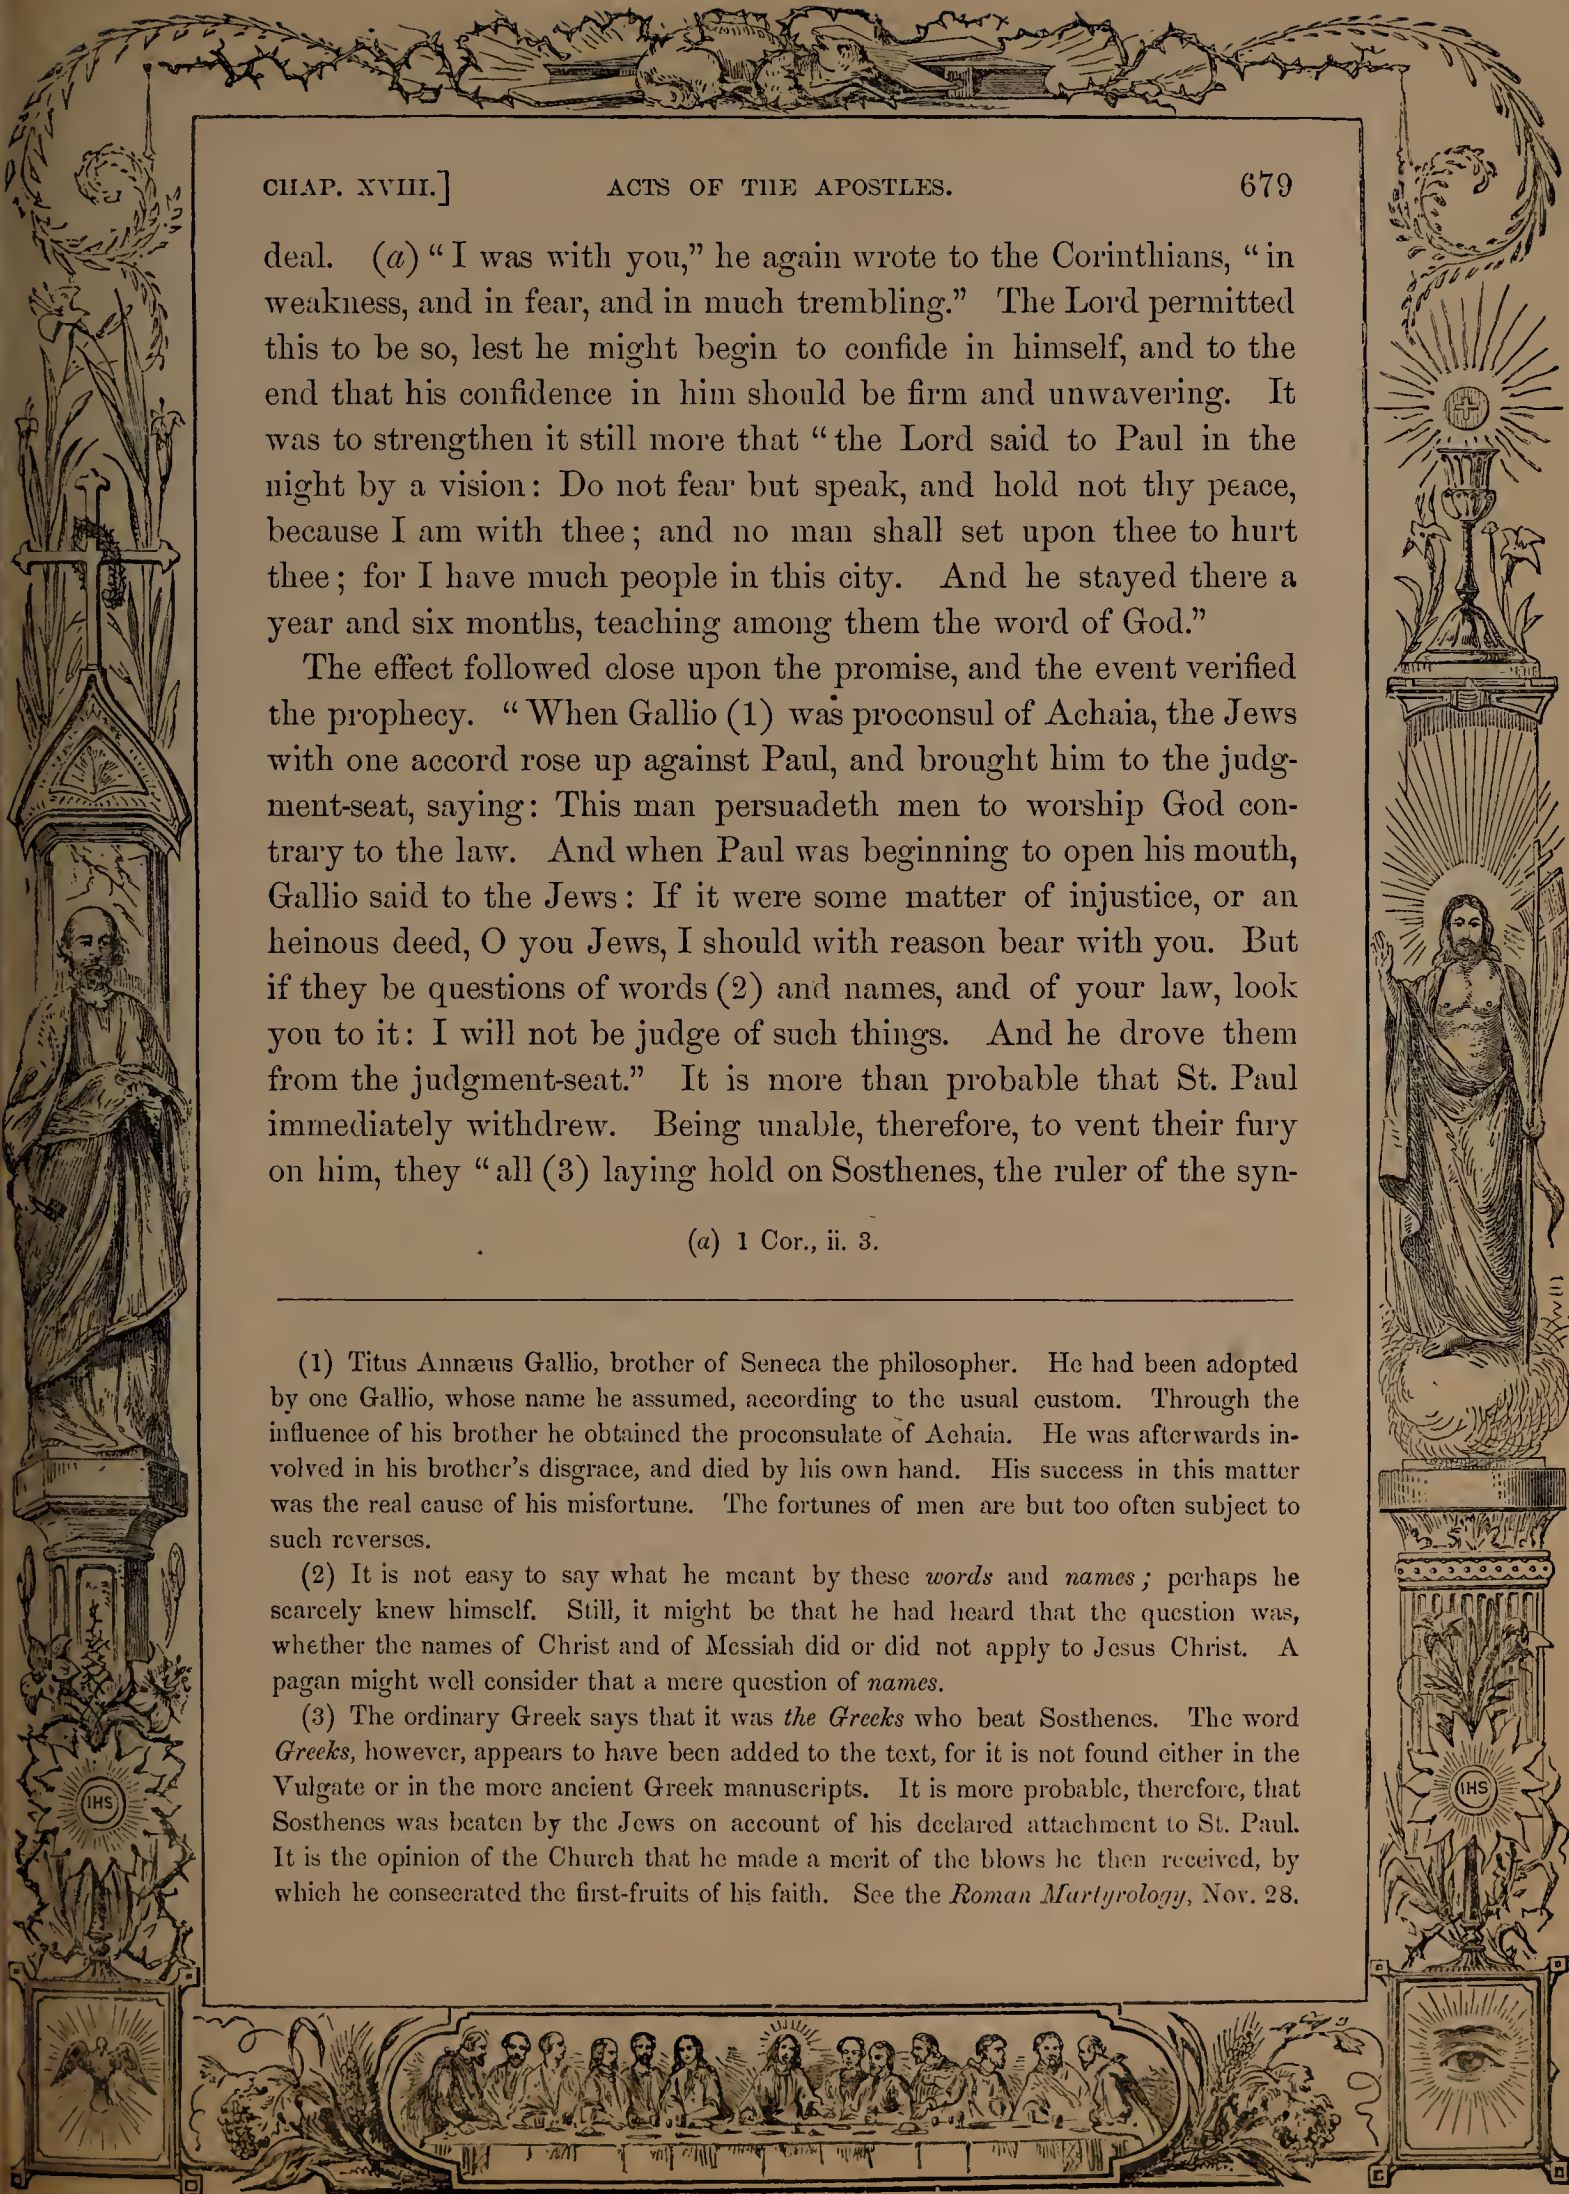 CHAP. XVIII.] ACTS OF THE APOSTLES. 679
deal. (a) “I was with you,” he again wrote to the Corinthians, “in
weakness, and in fear, and in much trembling.” The Lord permitted
this to be so, lest he might begin to confide in himself, and to the
end that his confidence in him should be firm and unwavering. It
was to strengthen it still more that “the Lord said to Paul in the
night by a vision: Do not fear but speak, and hold not thy peace,
because I am with thee; and no man shall set upon thee to hurt
thee; for I have much people in this city. And he stayed there a
year and six months, teaching among them the word of God.”
The effect followed close upon the promise, and the event verified
the prophecy. “When Gallio (1) was proconsul of Achaia, the Jews
with one accord rose up against Paul, and brought him to the judg-
ment-seat, saying: This man persuadeth men to worship God con-
trary to the law. And when Paul was beginning to open his mouth,
Gallio said to the Jews: If it were some matter of injustice, or an
heinous deed, O you Jews, I should with reason bear with you. But
if they be questions of words (2) and names, and of your law, look
you to it: I will not be judge of such things. And he drove them
from the judgment-seat.” It is more than probable that St. Paul
immediately withdrew. Being unable, therefore, to vent their fury
on him, they “all (3) laying hold on Sosthenes, the ruler of the syn-
(a) 1 Cor., ii. 3.
(1) Titus Annæus Gallio, brother of Seneca the philosopher. He had been adopted
by one Gallio, whose name he assumed, according to the usual custom. Through the
influence of his brother he obtained the proconsulate of Achaia. He was afterwards in-
volved in his brother’s disgrace, and died by his own hand. His success in this matter
was the real cause of his misfortune. The fortunes of men are but too often subject to
such reverses.
(2) It is not easy to say what he meant by these words and names; perhaps he
scarcely knew himself. Still, it might be that he had heard that the question was,
whether the names of Christ and of Messiah did or did not apply to Jesus Christ. A
pagan might well consider that a mere question of names.
(3) The ordinary Greek says that it was the Greeks who beat Sosthenes. The word
Greeks, however, appears to have been added to the text, for it is not found either in the
Vulgate or in the more ancient Greek manuscripts. It is more probable, therefore, that
Sosthenes was beaten by the Jews on account of his declared attachment to St. Paul.
It is the opinion of the Church that he made a merit of the blows he then received, by
which he consecrated the first-fruits of his faith. See the Roman Martyrology, Nov. 28.
IHS
IHS